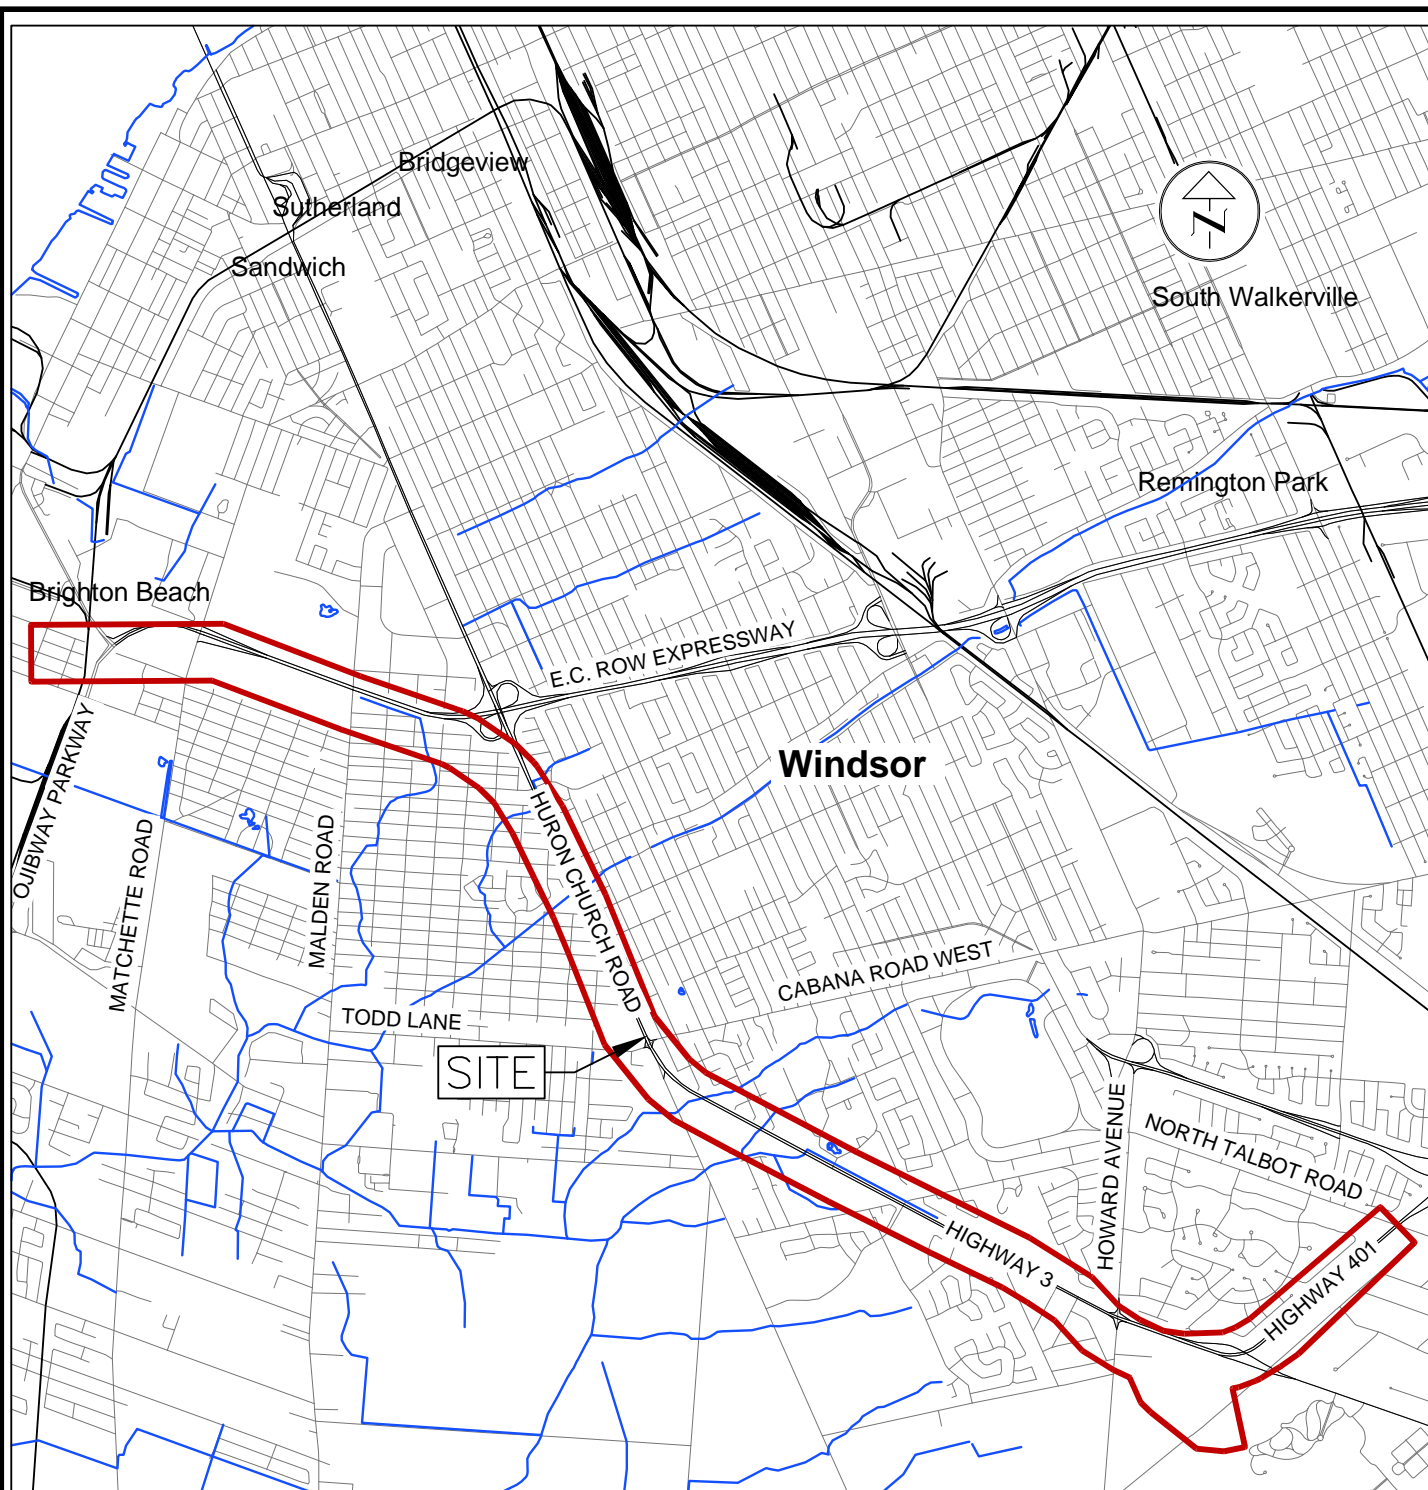 Bridgeview
Sutherland
Sandwich
N
South Walkerville
Remington Park
Brighton Beach
E.C. ROW EXPRESSWAY
Windsor
OJIBWAY PARKWAY
MATCHETTE ROAD
MALDEN ROAD
HURON CHURCH ROAD
CABANA ROAD WEST
TODD LANE
SITE
HOWARD AVENUE
NORTH TALBOT ROAD
HIGHWAY 3
HIGHWAY 401